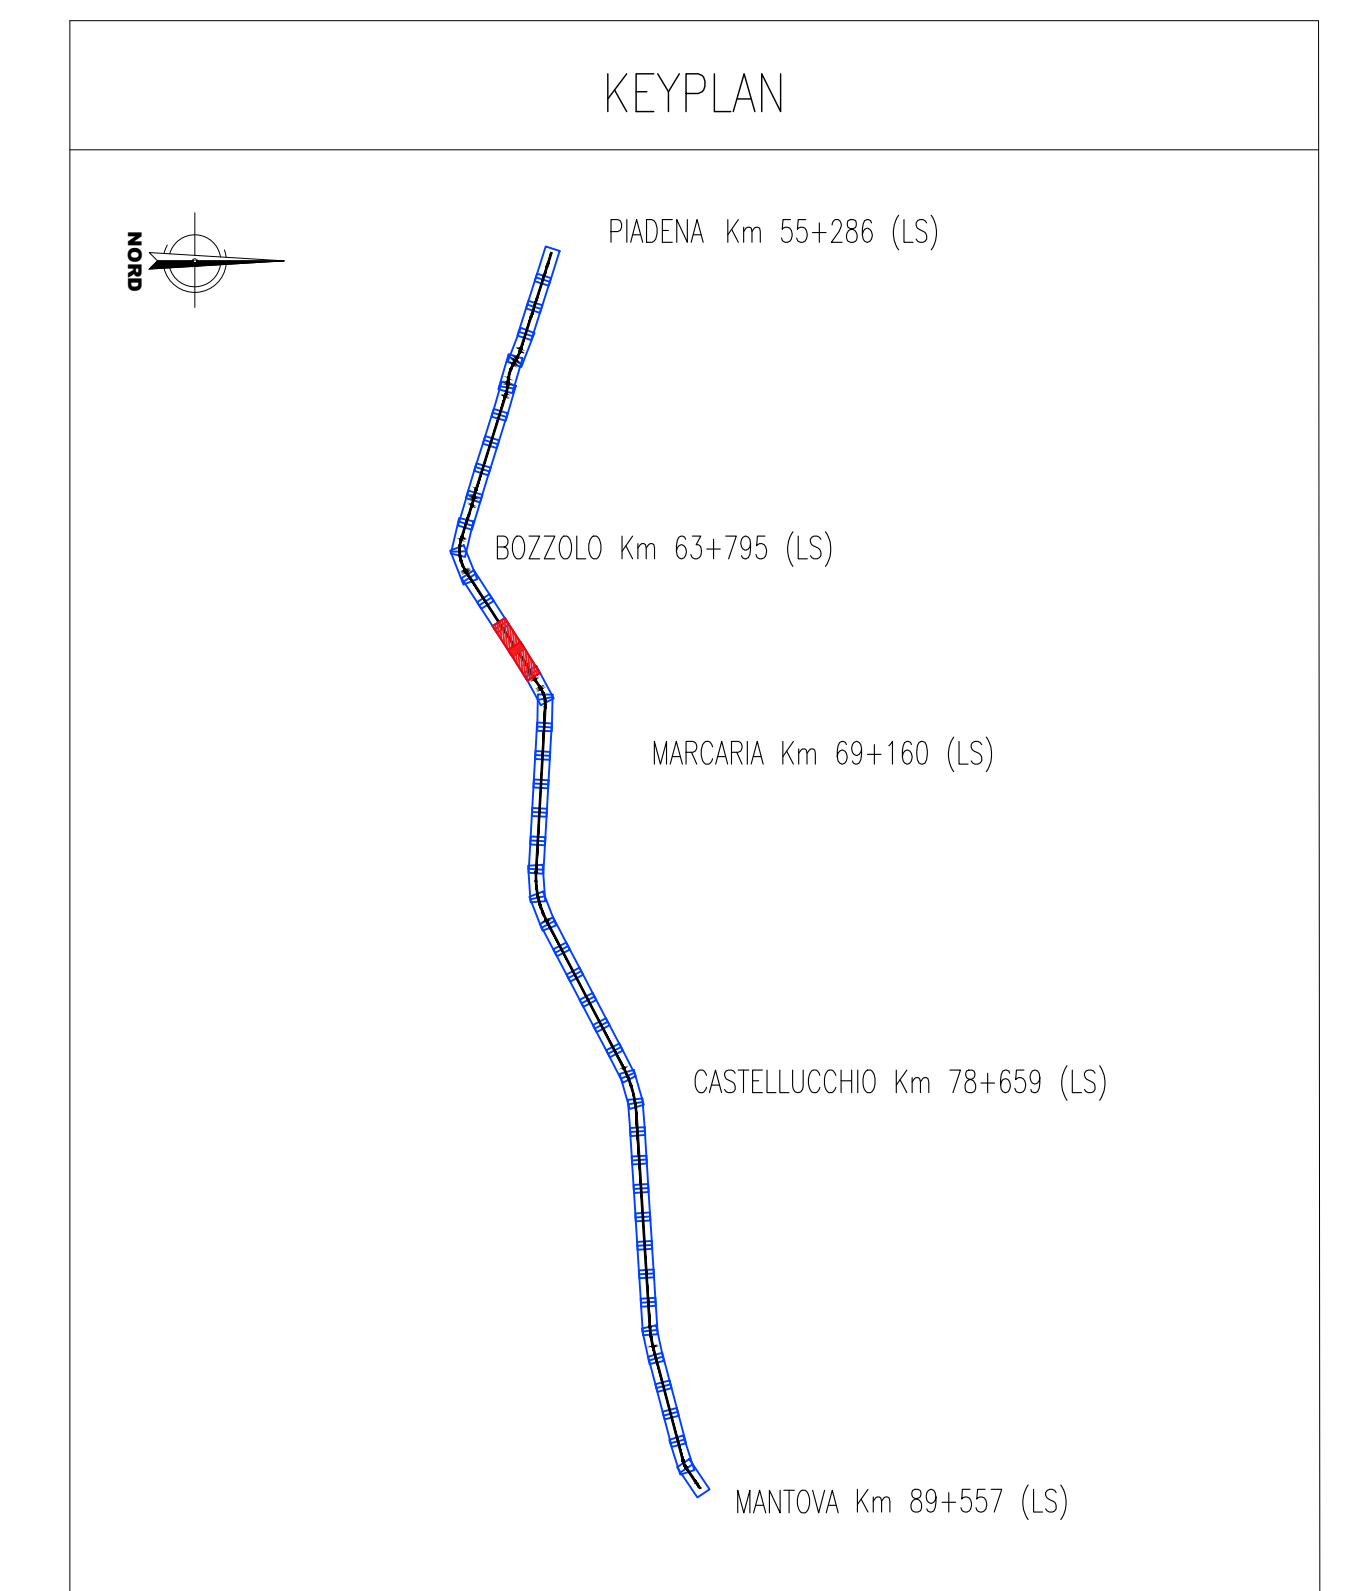 KEYPLAN
NORD
PIADENA Km 55+286 (LS)
BOZZOLO Km 63+795 (LS)
MARCARIA Km 69+160 (LS)
CASTELLUCCHIO Km 78+659 (LS)
MANTOVA Km 89+557 (LS)